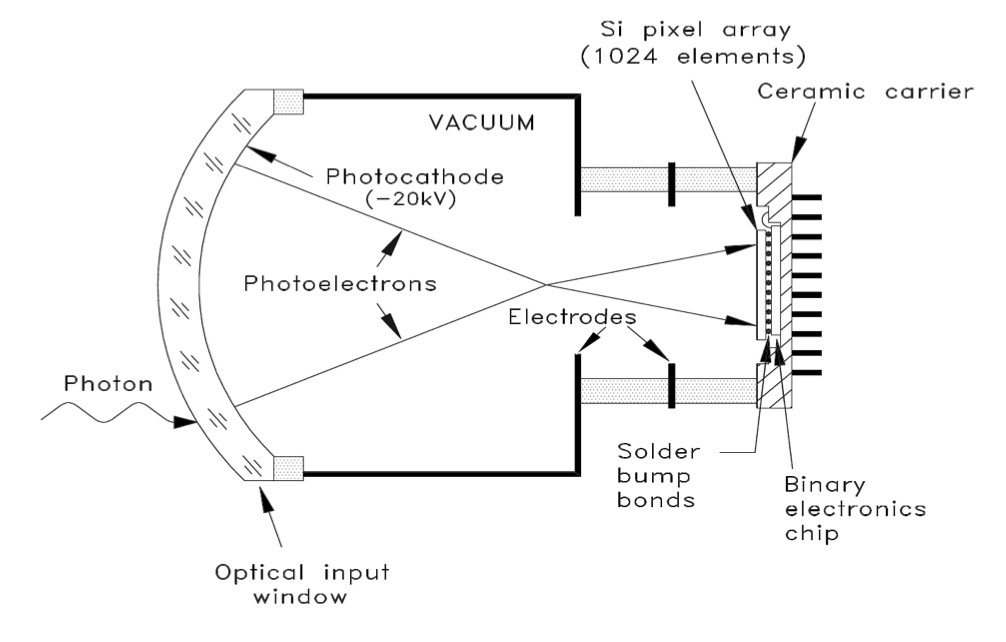 Si pixel array
(1024 elements)
Ceramic carrier
VACUUM
Photocathode
(-20kV)
Photoelectrons
Electrodes
Photon
Solder
bump
bonds
Binary
electronics
chip
Optical input
window